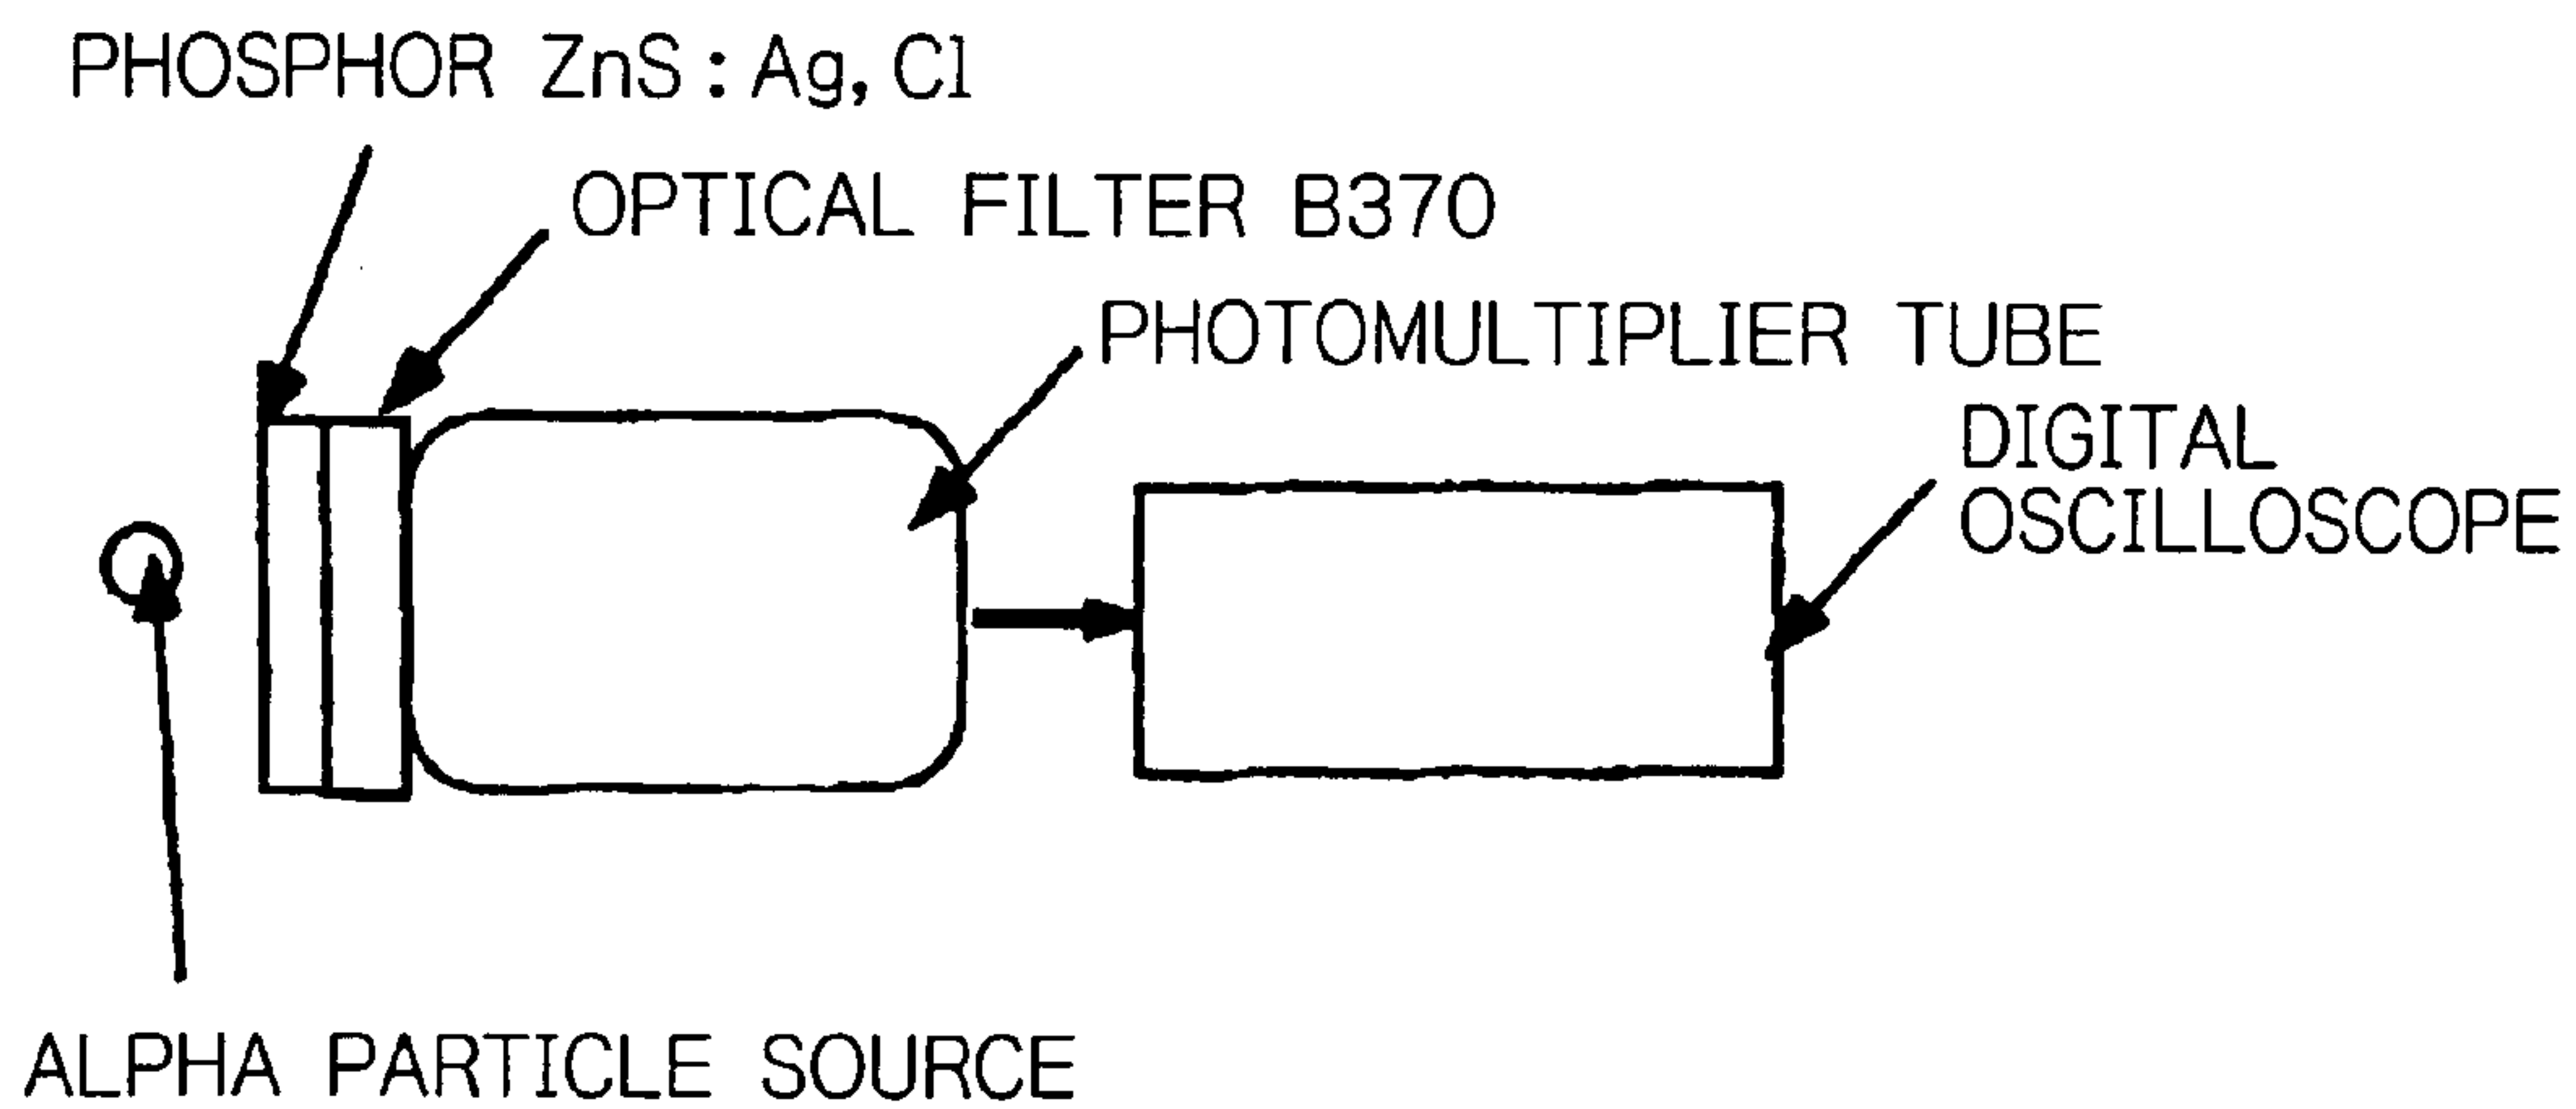 PHOSPHOR ZnS : Ag, Cl
OPTICAL FILTER B370
PHOTOMULTIPLIER TUBE
DIGITAL
OSCILLOSCOPE
ALPHA PARTICLE SOURCE